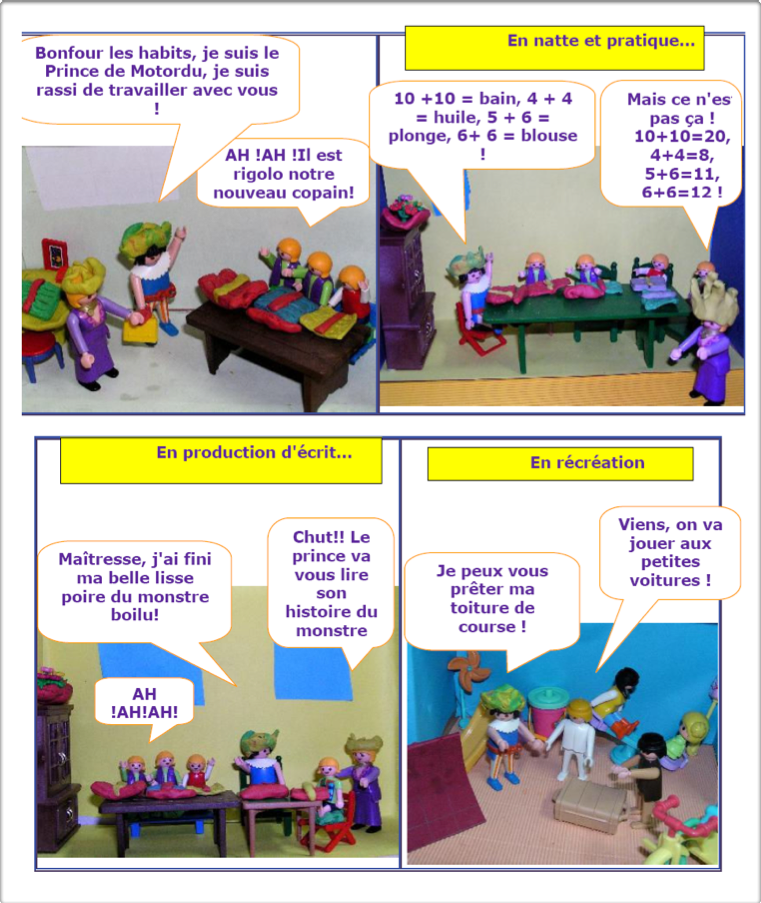 Bonfour les habits, je suis le
Prince de Motordu, je suis
rassi de travailler avec vous
!
AH !AH !Il est
rigolo notre
nouveau copain!
En natte et pratique...
10 +10 = bain, 4 + 4
= huile, 5 + 6 =
plonge, 6+ 6 = blouse
!
Mais ce n'es
pas ça !
10+10=20,
4+4=8,
5+6=11,
6+6=12 !
En production d'écrit...
Maîtresse, j'ai fini
ma belle lisse
poire du monstre
boilu!
Chut!! Le
prince va
vous lire
son
histoire du
monstre
AH
!AH!AH!
En récréation
Je peux vous
prêter ma
toiture de
course !
Viens, on va
jouer aux
petites
voitures !